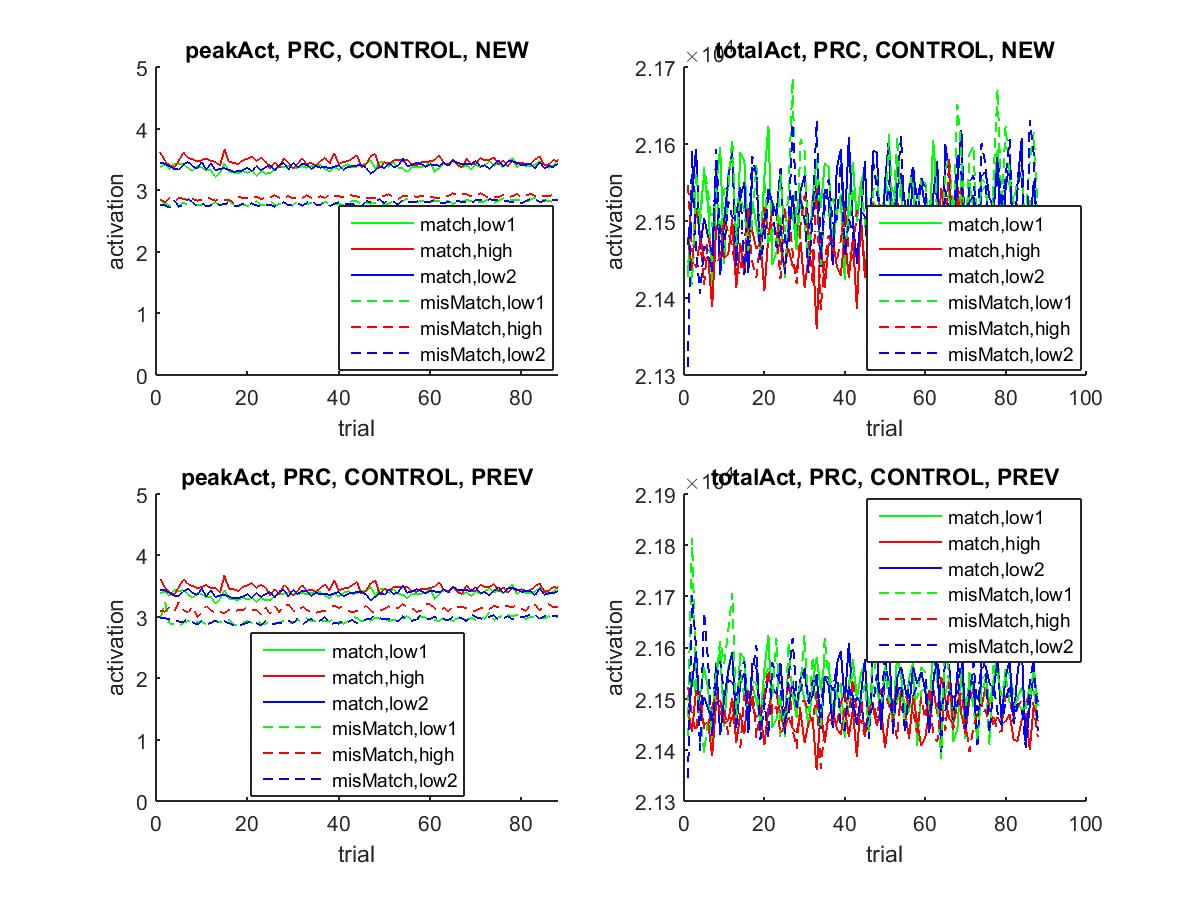 peakAct, PRC, CONTROL, NEW
5
4
3
2
1
0
activation
0 20 40 60 80
trial
match,low1
match,high
match,low2
misMatch,low1
misMatch,high
misMatch,low2
×10^4
totalAct, PRC, CONTROL, NEW
2.17
2.16
2.15
2.14
2.13
activation
0 20 40 60 80 100
trial
match,low1
match,high
match,low2
misMatch,low1
misMatch,high
misMatch,low2
peakAct, PRC, CONTROL, PREV
5
4
3
2
1
0
activation
0 20 40 60 80
trial
match,low1
match,high
match,low2
misMatch,low1
misMatch,high
misMatch,low2
×10^4
totalAct, PRC, CONTROL, PREV
2.19
2.18
2.17
2.16
2.15
2.14
2.13
activation
0 20 40 60 80 100
trial
match,low1
match,high
match,low2
misMatch,low1
misMatch,high
misMatch,low2